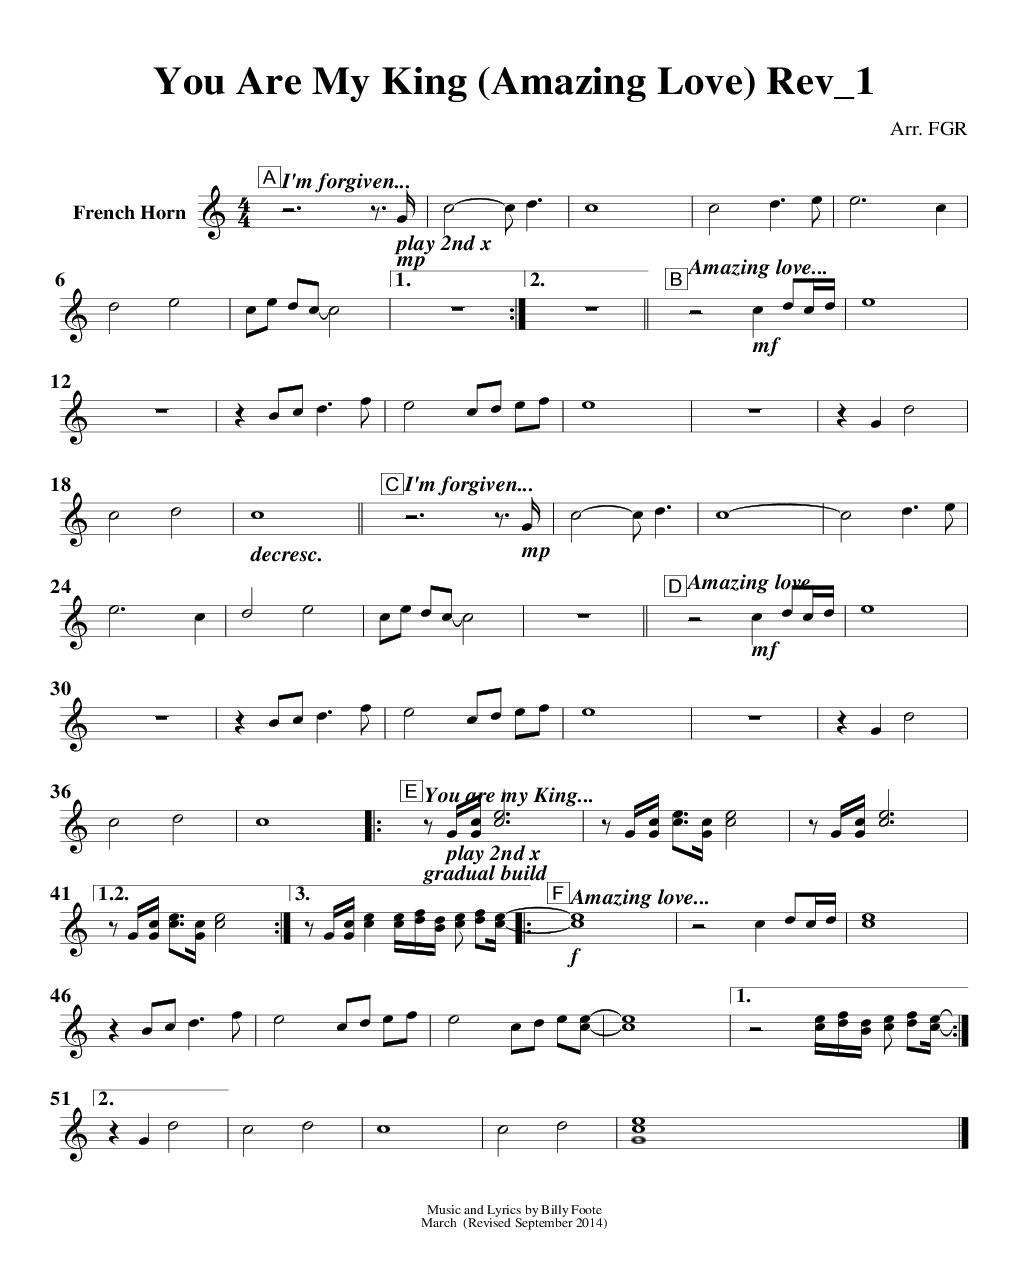 You Are My King (Amazing Love) Rev_1
Arr. FGR
A I'm forgiven...
French Horn
4
4
play 2nd x
mp
6
1. 2.
B Amazing love...
mf
12
18
C I'm forgiven...
decresc.
mp
24
D Amazing love...
mf
30
36
E You are my King...
play 2nd x
gradual build
41 1.2. 3.
F Amazing love...
f
46
1.
51 2.
Music and Lyrics by Billy Foote
March (Revised September 2014)